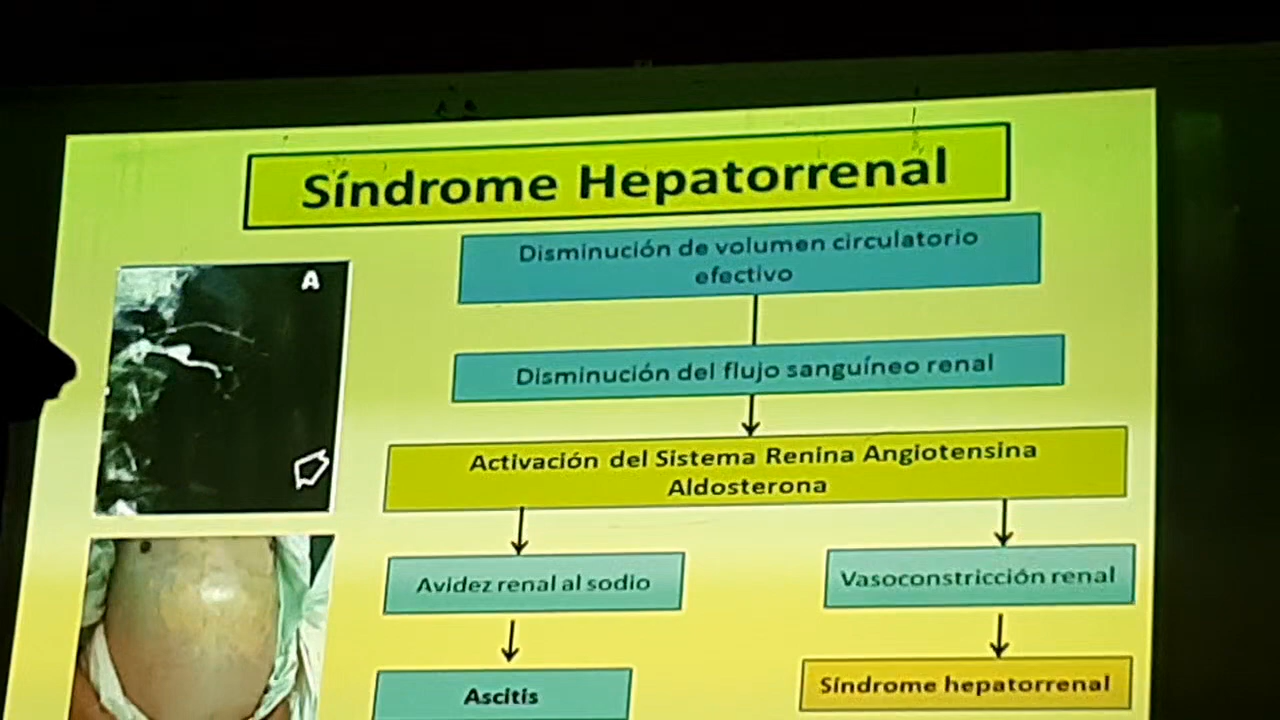 Síndrome Hepatorrenal
Disminución de volumen circulatorio
efectivo
A
Disminución del flujo sanguíneo renal
Activación del Sistema Renina Angiotensina
Aldosterona
Avidez renal al sodio
Vasoconstricción renal
Ascitis
Síndrome hepatorrenal